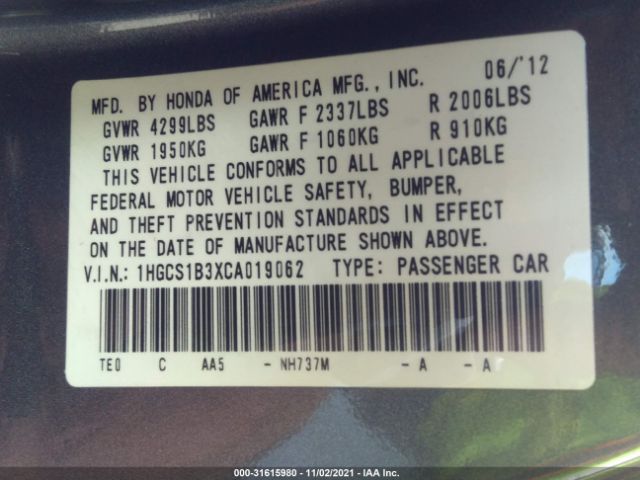 MFD. BY HONDA OF AMERICA MFG., INC. 06/'12
GVWR 4299LBS GAWR F 2337LBS R 2006LBS
GVWR 1950KG GAWR F 1060KG R 910KG
THIS VEHICLE CONFORMS TO ALL APPLICABLE
FEDERAL MOTOR VEHICLE SAFETY, BUMPER,
AND THEFT PREVENTION STANDARDS IN EFFECT
ON THE DATE OF MANUFACTURE SHOWN ABOVE.
V.I.N.: 1HGCS1B3XCA019062 TYPE: PASSENGER CAR
TE0 C AA5 - NH737M - A - A
000-31615980 - 11/02/2021 - IAA Inc.